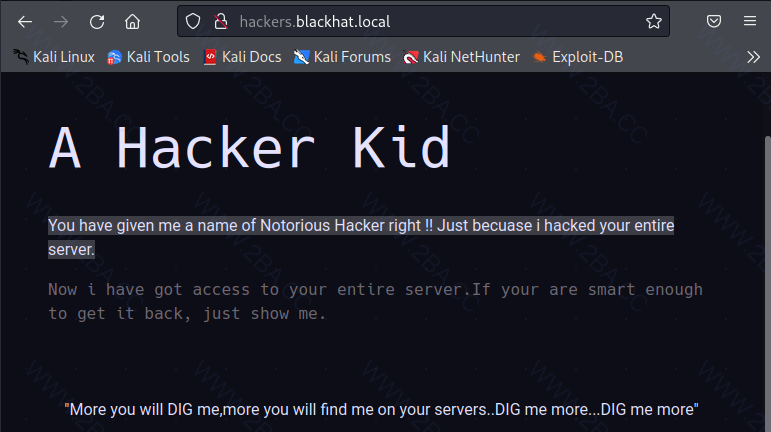 hackers.blackhat.local
Kali Linux Kali Tools Kali Docs Kali Forums Kali NetHunter Exploit-DB
A Hacker Kid
You have given me a name of Notorious Hacker right !! Just becuase i hacked your entire
server.
Now i have got access to your entire server.If your are smart enough
to get it back, just show me.
"More you will DIG me,more you will find me on your servers..DIG me more...DIG me more"
WWW.2BA.CC